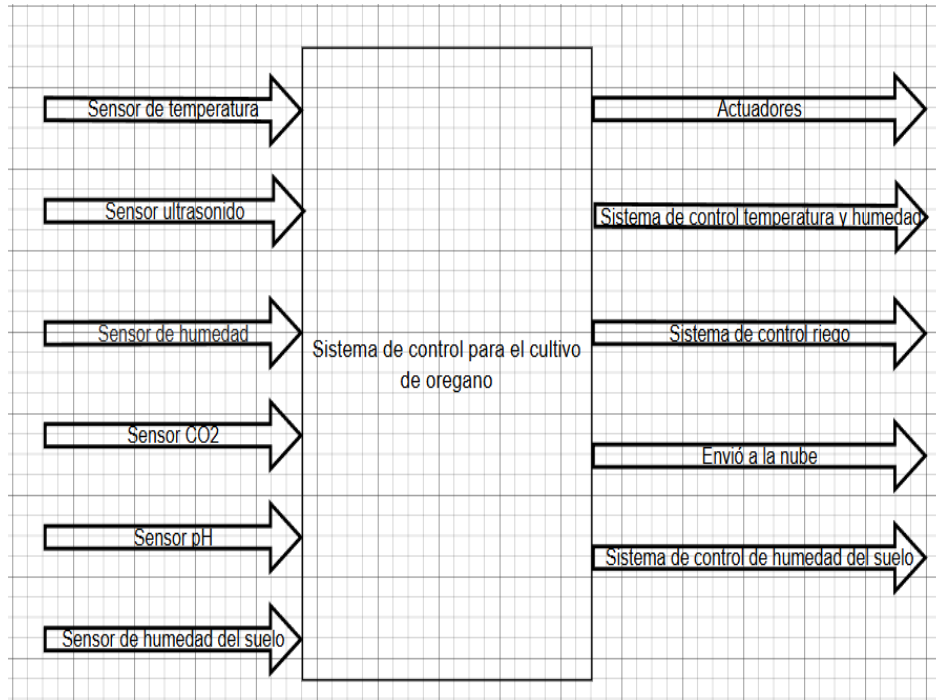 Sensor de temperatura
Sensor ultrasonido
Sensor de humedad
Sensor CO2
Sensor pH
Sensor de humedad del suelo
Sistema de control para el cultivo
de oregano
Actuadores
Sistema de control temperatura y humedad
Sistema de control riego
Envió a la nube
Sistema de control de humedad del suelo